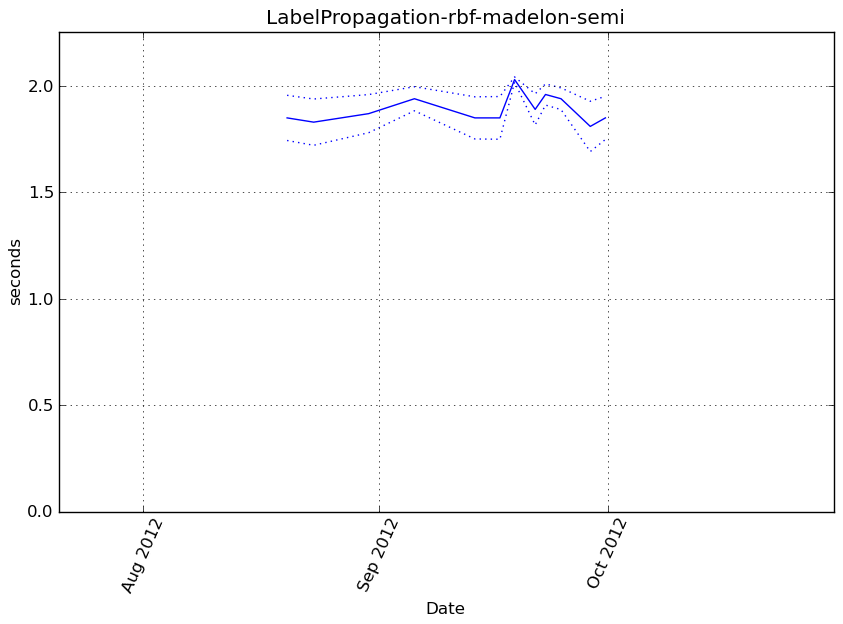 LabelPropagation-rbf-madelon-semi
2.0
1.5
1.0
0.5
0.0
seconds
Aug 2012
Sep 2012
Oct 2012
Date